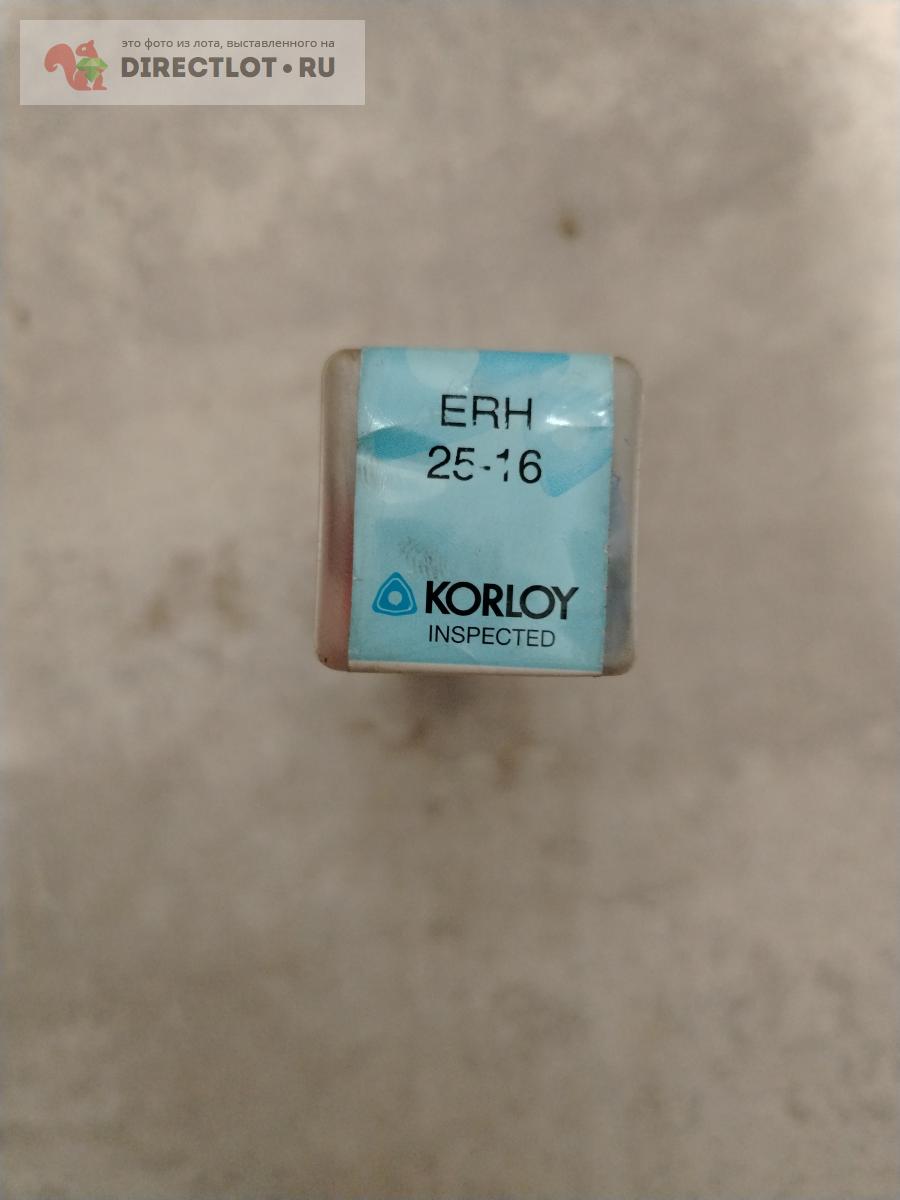 это фото из лота, выставленного на
DIRECTLOT•RU
ERH
25-16
KORLOY
INSPECTED